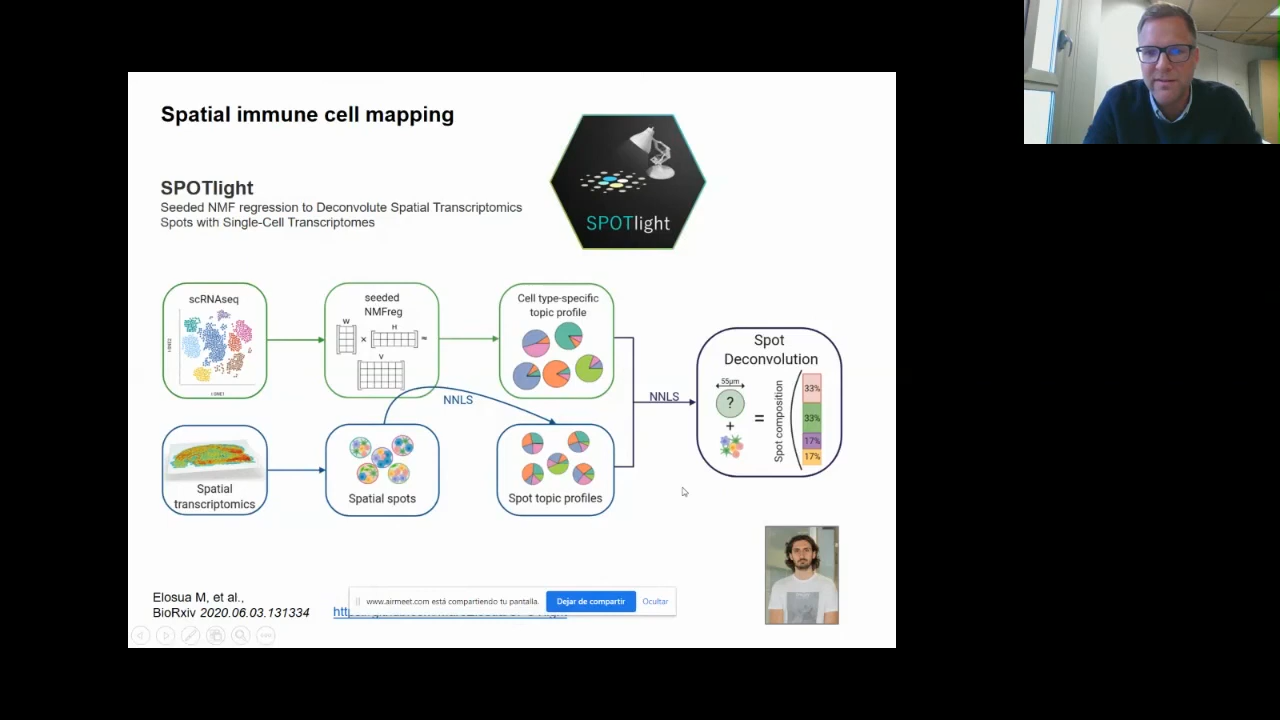 Spatial immune cell mapping
SPOTlight
Seeded NMF regression to Deconvolute Spatial Transcriptomics
Spots with Single-Cell Transcriptomes
SPOTlight
scRNAseq
seeded
NMFreg
W
H
×
=
V
Cell type-specific
topic profile
NNLS
NNLS
Spot
Deconvolution
55µm
?
+
=
Spot composition
33%
33%
17%
17%
Spatial
transcriptomics
Spatial spots
Spot topic profiles
Elosua M, et al.,
BioRxiv 2020.06.03.131334
www.airmeet.com está compartiendo tu pantalla.
Dejar de compartir
Ocultar